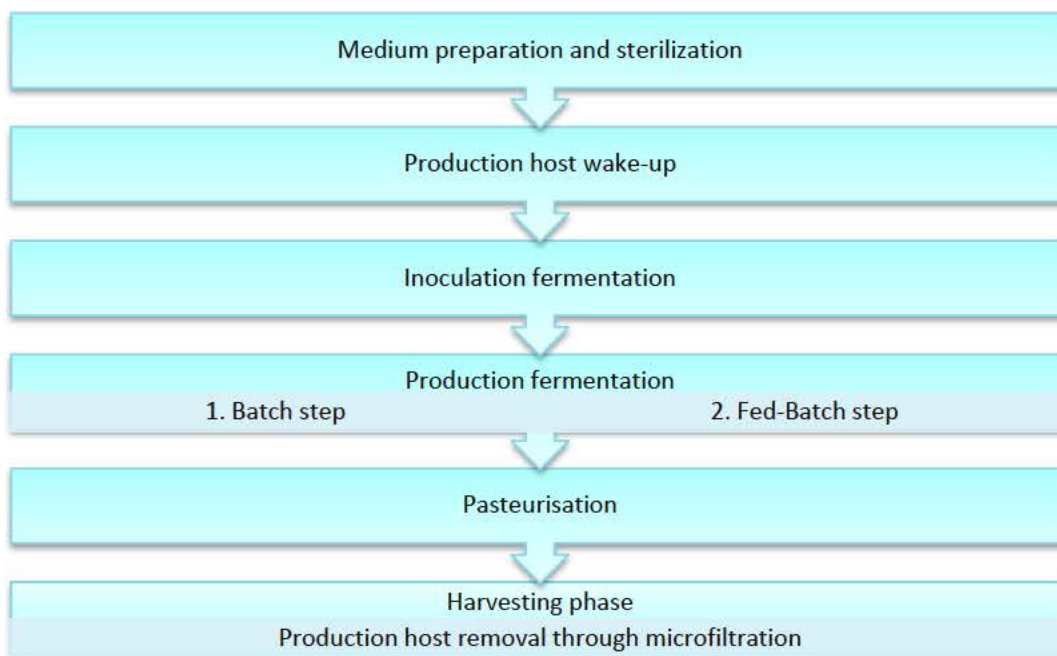 Medium preparation and sterilization
Production host wake-up
Inoculation fermentation
Production fermentation
1. Batch step 2. Fed-Batch step
Pasteurisation
Harvesting phase
Production host removal through microfiltration